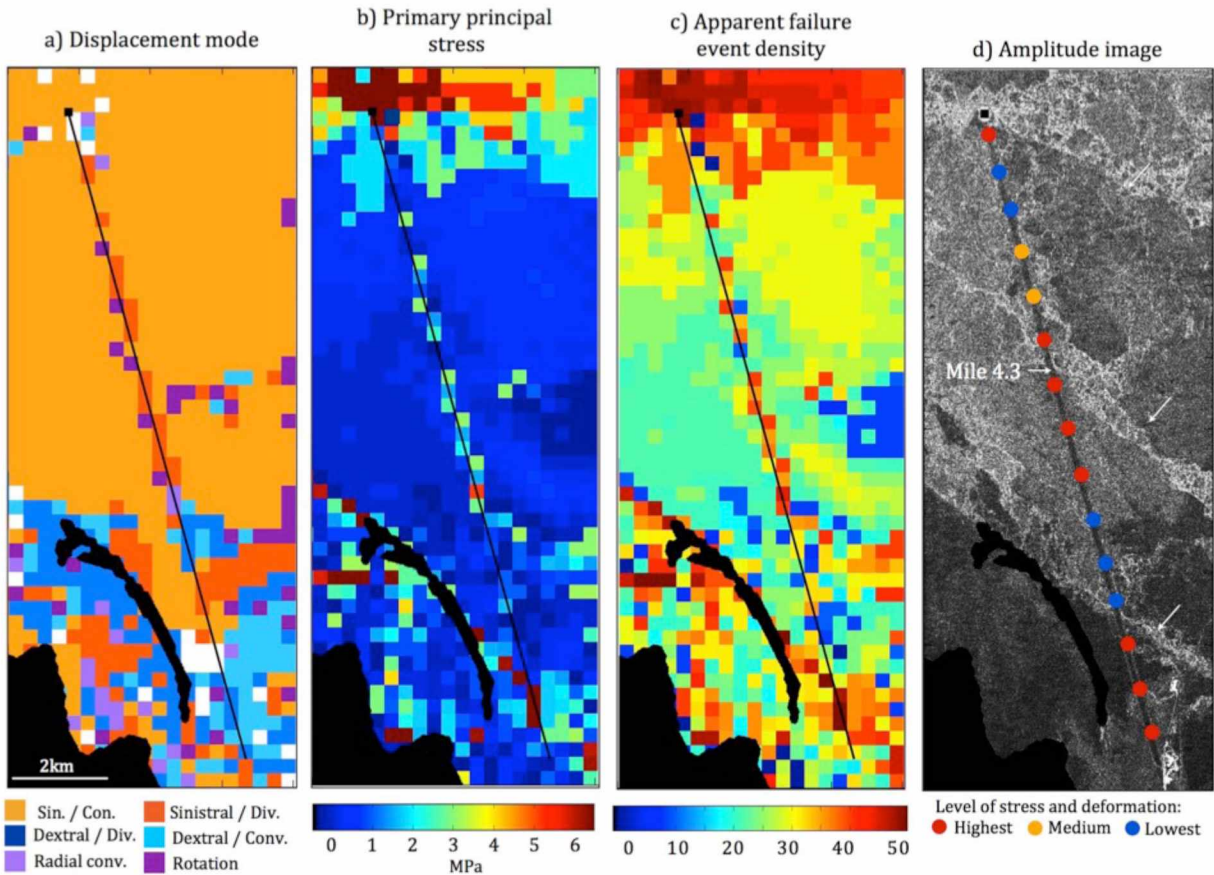 a) Displacement mode
b) Primary principal
stress
c) Apparent failure
event density
d) Amplitude image
Mile 4.3
2km
Sin. / Con.
Sinistral / Div.
Dextral / Div.
Dextral / Conv.
Radial conv.
Rotation
0 1 2 3 4 5 6
MPa
0 10 20 30 40 50
Level of stress and deformation:
Highest Medium Lowest